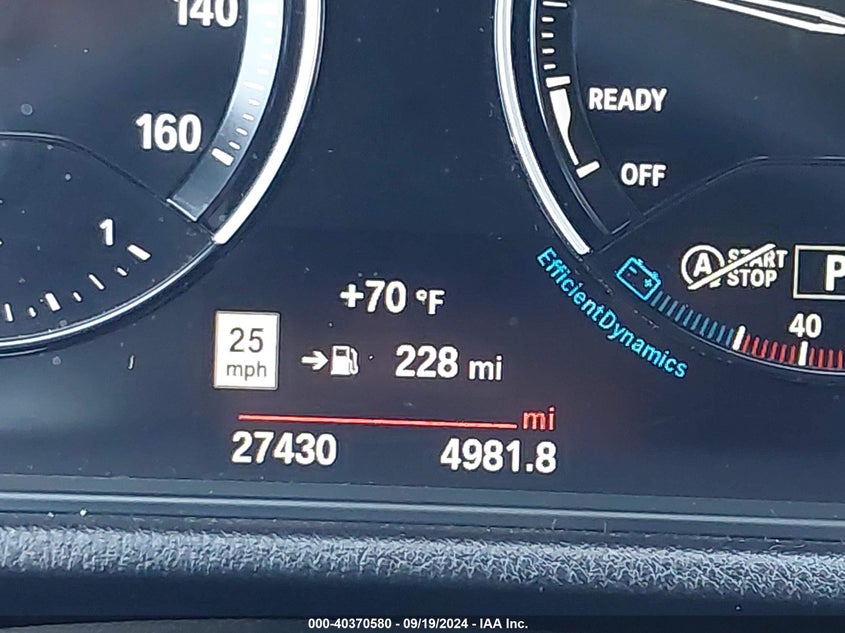 140
160
1
READY
OFF
EfficientDynamics
A START
STOP
P
40
+70 °F
25
mph
228 mi
mi
27430
4981.8
000-40370580 - 09/19/2024 - IAA Inc.